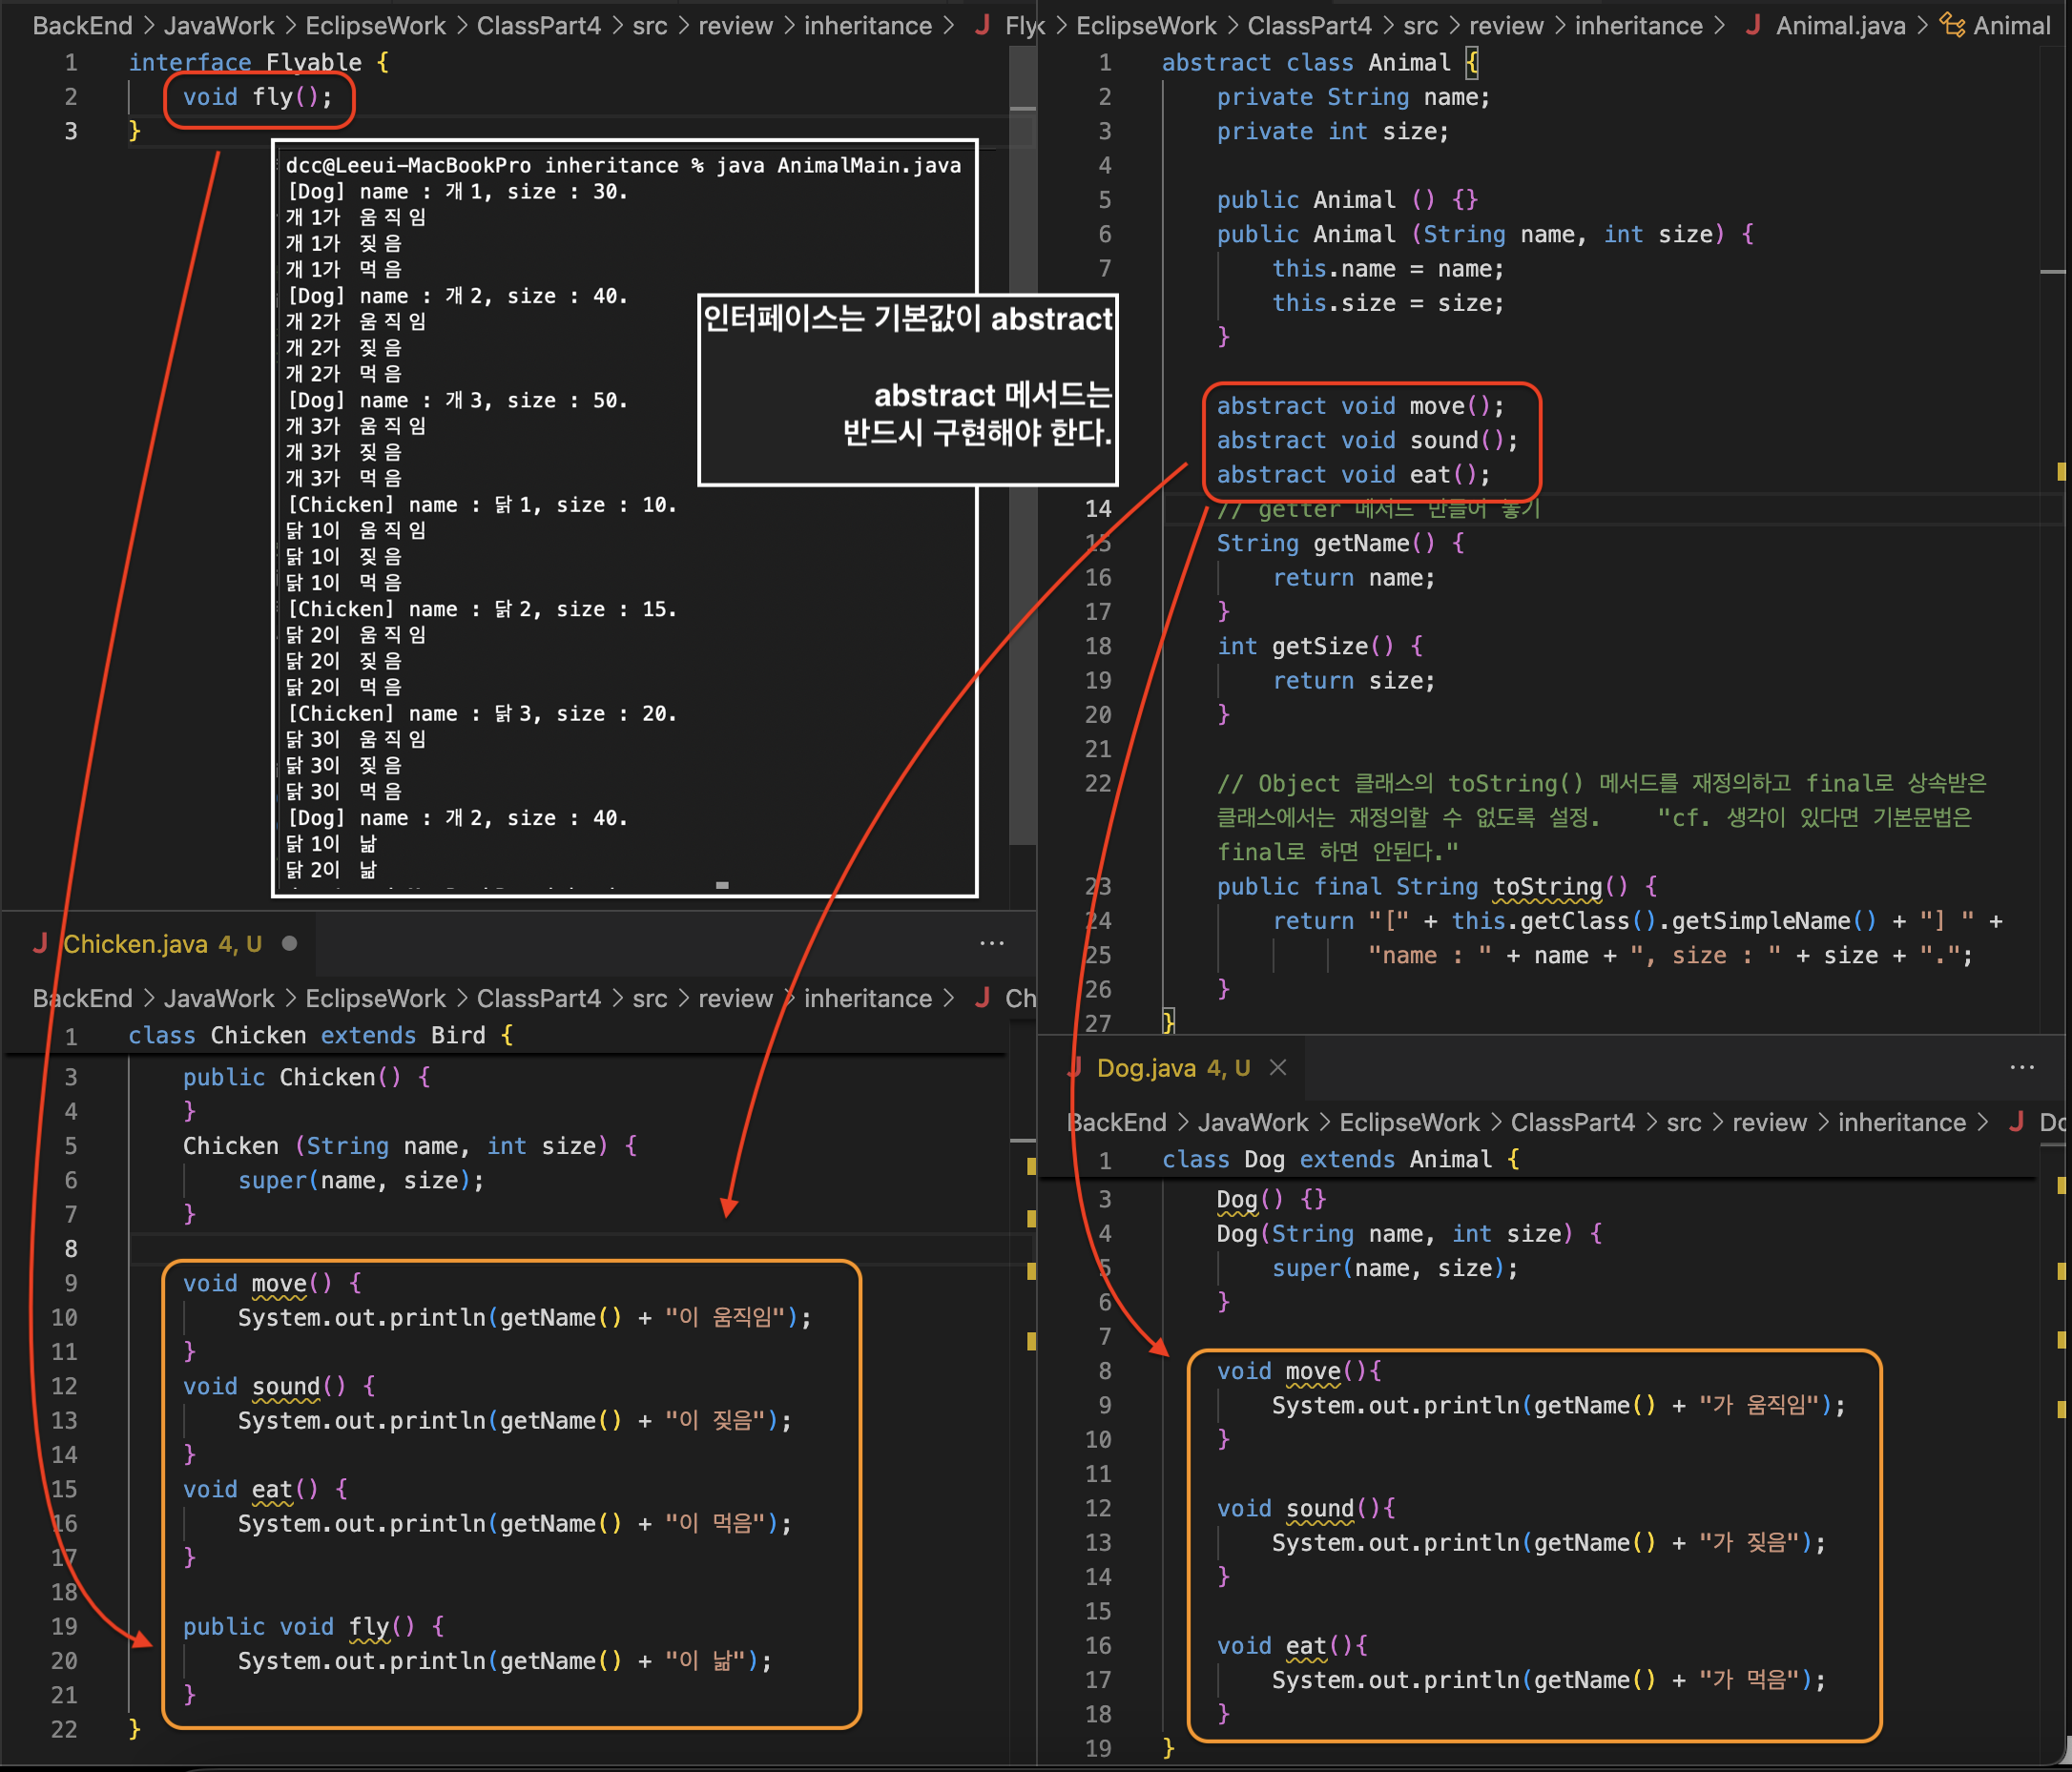 BackEnd > JavaWork > EclipseWork > ClassPart4 > src > review > inheritance > J Fly
1 interface Flyable {
2 void fly();
3 }
dcc@Leeui-MacBookPro inheritance % java AnimalMain.java
[Dog] name : 개1, size : 30.
개1가 움직임
개1가 짖음
개1가 먹음
[Dog] name : 개2, size : 40.
개2가 움직임
개2가 짖음
개2가 먹음
[Dog] name : 개3, size : 50.
개3가 움직임
개3가 짖음
개3가 먹음
[Chicken] name : 닭1, size : 10.
닭1이 움직임
닭1이 짖음
닭1이 먹음
[Chicken] name : 닭2, size : 15.
닭2이 움직임
닭2이 짖음
닭2이 먹음
[Chicken] name : 닭3, size : 20.
닭3이 움직임
닭3이 짖음
닭3이 먹음
[Dog] name : 개2, size : 40.
닭1이 낢
닭2이 낢
인터페이스는 기본값이 abstract
abstract 메서드는
반드시 구현해야 한다.
> EclipseWork > ClassPart4 > src > review > inheritance > J Animal.java > Animal
1 abstract class Animal {
2 private String name;
3 private int size;
4
5 public Animal () {}
6 public Animal (String name, int size) {
7 this.name = name;
this.size = size;
}
abstract void move();
abstract void sound();
abstract void eat();
14 // getter 메서드 만들어 놓기
15 String getName() {
16 return name;
17 }
18 int getSize() {
19 return size;
20 }
21
22 // Object 클래스의 toString() 메서드를 재정의하고 final로 상속받은
클래스에서는 재정의할 수 없도록 설정. "cf. 생각이 있다면 기본문법은
final로 하면 안된다."
23 public final String toString() {
24 return "[" + this.getClass().getSimpleName() + "] " +
25 "name : " + name + ", size : " + size + ".";
26 }
27 }
J Chicken.java 4, U ● ···
BackEnd > JavaWork > EclipseWork > ClassPart4 > src > review > inheritance > J Ch
1 class Chicken extends Bird {
3 public Chicken() {
4 }
5 Chicken (String name, int size) {
6 super(name, size);
7 }
8
9 void move() {
10 System.out.println(getName() + "이 움직임");
11 }
12 void sound() {
13 System.out.println(getName() + "이 짖음");
14 }
15 void eat() {
16 System.out.println(getName() + "이 먹음");
17 }
18
19 public void fly() {
20 System.out.println(getName() + "이 낢");
21 }
22 }
J Dog.java 4, U × ···
BackEnd > JavaWork > EclipseWork > ClassPart4 > src > review > inheritance > J Do
1 class Dog extends Animal {
3 Dog() {}
4 Dog(String name, int size) {
5 super(name, size);
6 }
7
8 void move(){
9 System.out.println(getName() + "가 움직임");
10 }
11
12 void sound(){
13 System.out.println(getName() + "가 짖음");
14 }
15
16 void eat(){
17 System.out.println(getName() + "가 먹음");
18 }
19 }